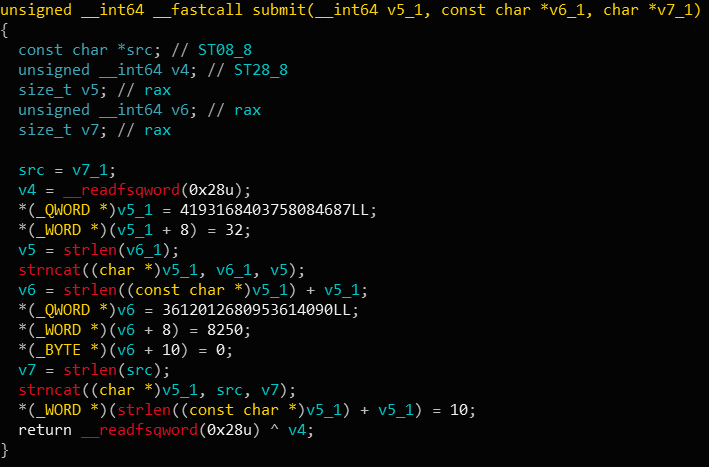 unsigned __int64 __fastcall submit(__int64 v5_1, const char *v6_1, char *v7_1)
{
  const char *src; // ST08_8
  unsigned __int64 v4; // ST28_8
  size_t v5; // rax
  unsigned __int64 v6; // rax
  size_t v7; // rax

  src = v7_1;
  v4 = __readfsqword(0x28u);
  *(_QWORD *)v5_1 = 4193168403758084687LL;
  *(_WORD *)(v5_1 + 8) = 32;
  v5 = strlen(v6_1);
  strncat((char *)v5_1, v6_1, v5);
  v6 = strlen((const char *)v5_1) + v5_1;
  *(_QWORD *)v6 = 3612012680953614090LL;
  *(_WORD *)(v6 + 8) = 8250;
  *(_BYTE *)(v6 + 10) = 0;
  v7 = strlen(src);
  strncat((char *)v5_1, src, v7);
  *(_WORD *)(strlen((const char *)v5_1) + v5_1) = 10;
  return __readfsqword(0x28u) ^ v4;
}